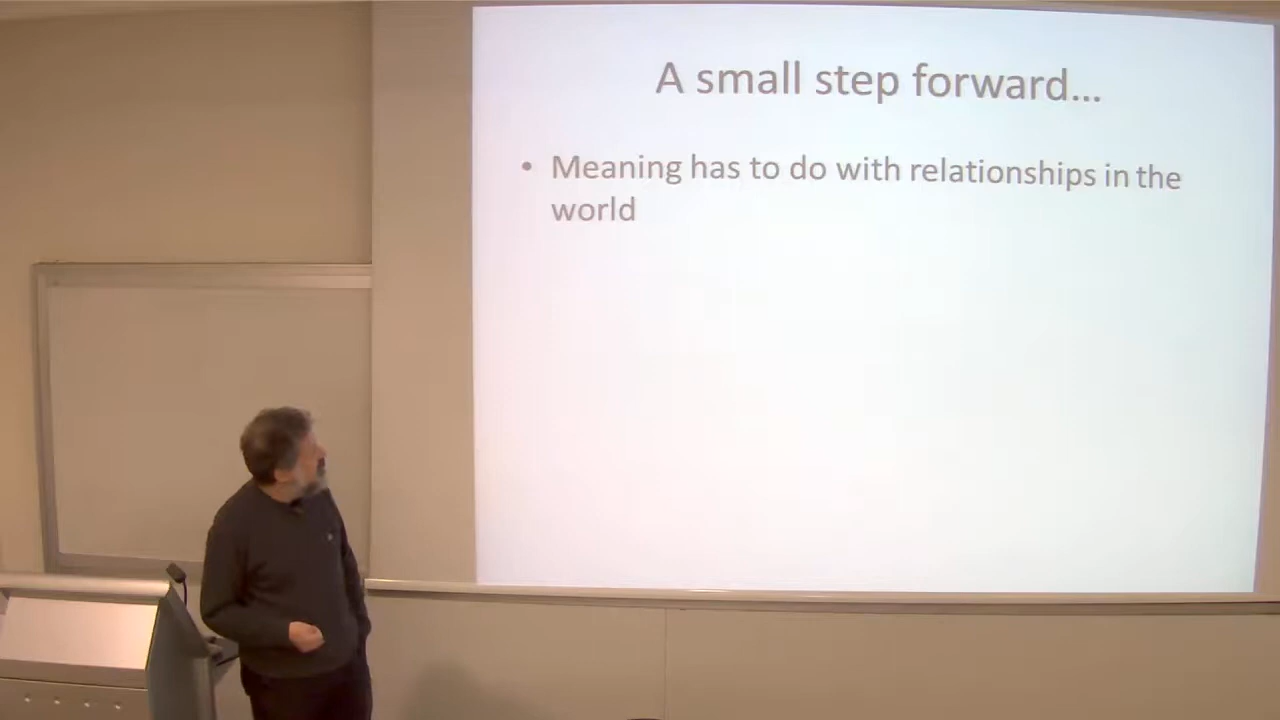 A small step forward...
• Meaning has to do with relationships in the
world